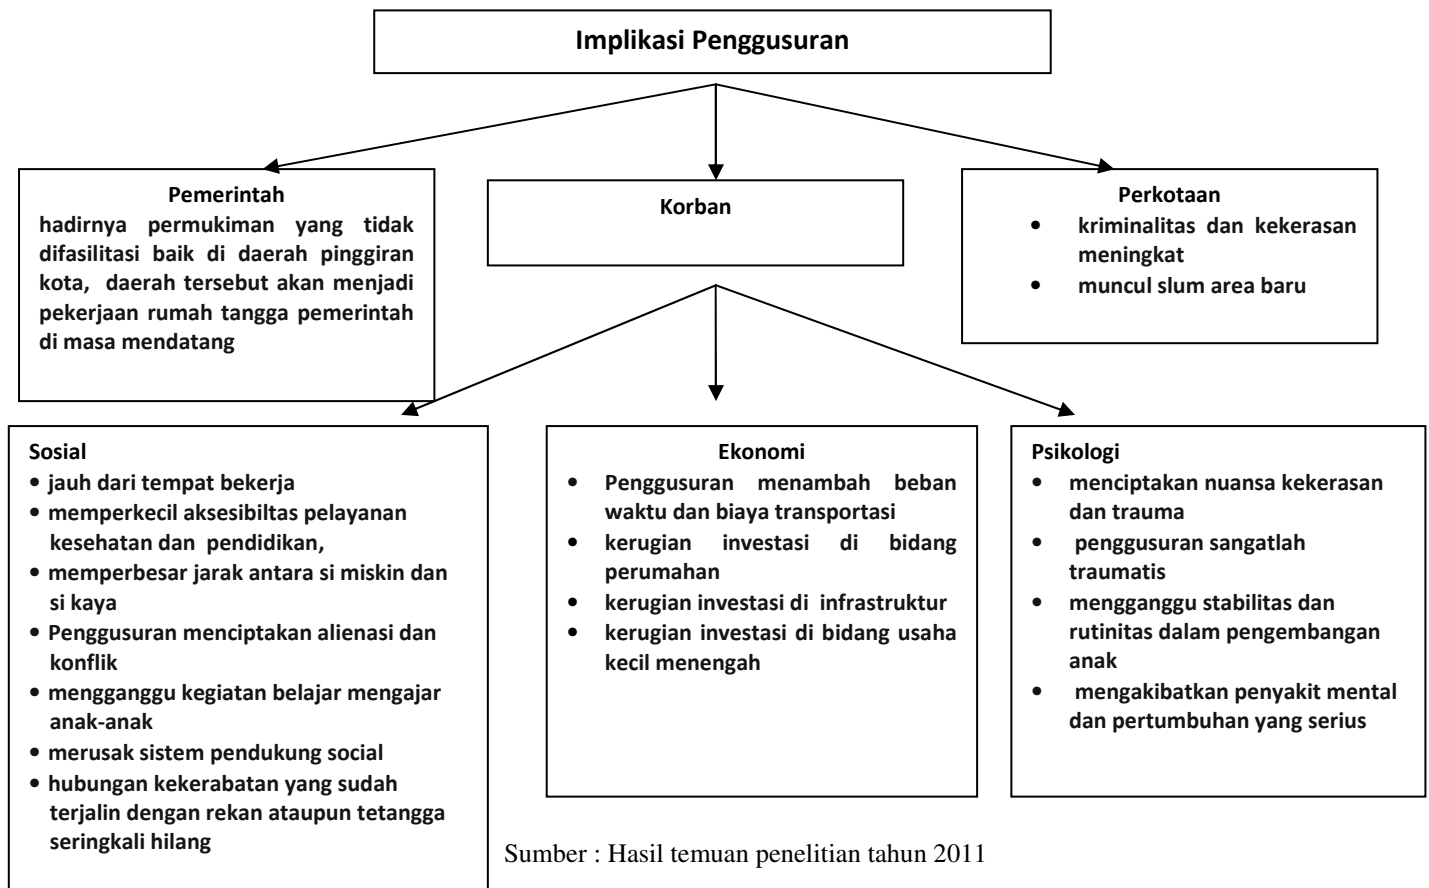 Implikasi Penggusuran
Pemerintah
hadirnya permukiman yang tidak
difasilitasi baik di daerah pinggiran
kota, daerah tersebut akan menjadi
pekerjaan rumah tangga pemerintah
di masa mendatang
Korban
Perkotaan
• kriminalitas dan kekerasan
meningkat
• muncul slum area baru
Sosial
• jauh dari tempat bekerja
• memperkecil aksesibiltas pelayanan
kesehatan dan pendidikan,
• memperbesar jarak antara si miskin dan
si kaya
• Penggusuran menciptakan alienasi dan
konflik
• mengganggu kegiatan belajar mengajar
anak-anak
• merusak sistem pendukung social
• hubungan kekerabatan yang sudah
terjalin dengan rekan ataupun tetangga
seringkali hilang
Ekonomi
• Penggusuran menambah beban
waktu dan biaya transportasi
• kerugian investasi di bidang
perumahan
• kerugian investasi di infrastruktur
• kerugian investasi di bidang usaha
kecil menengah
Psikologi
• menciptakan nuansa kekerasan
dan trauma
• penggusuran sangatlah
traumatis
• mengganggu stabilitas dan
rutinitas dalam pengembangan
anak
• mengakibatkan penyakit mental
dan pertumbuhan yang serius
Sumber : Hasil temuan penelitian tahun 2011